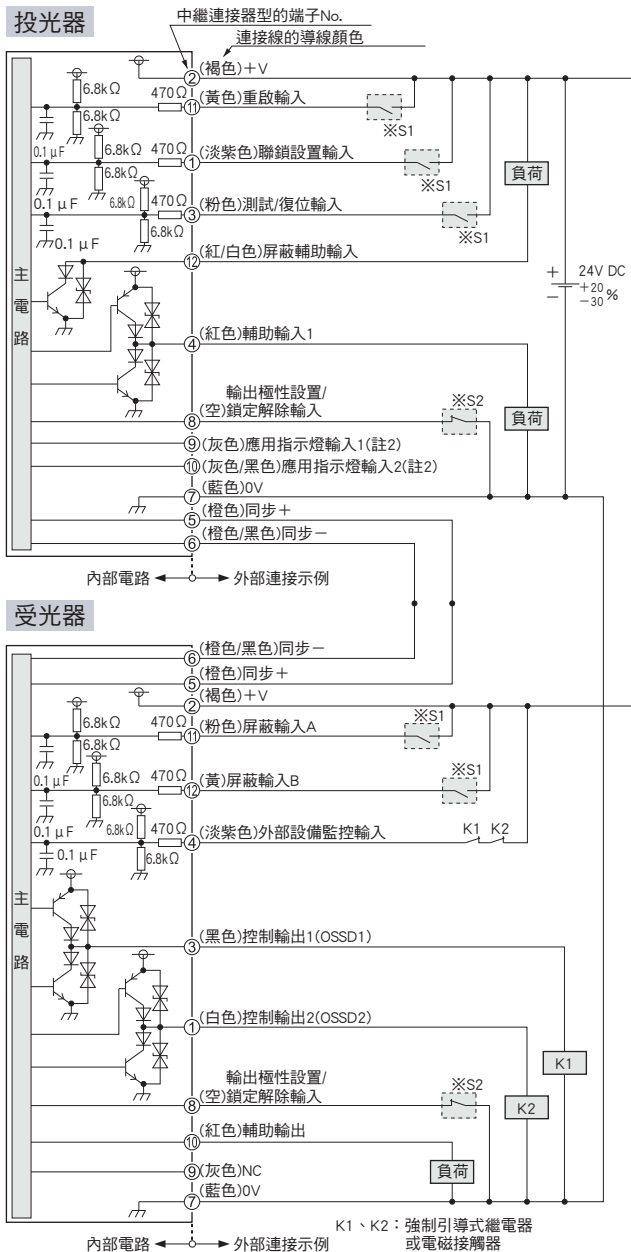 投光器
中繼連接器型的端子No.
連接線的導線顏色
②(褐色)+V
6.8kΩ
470Ω
⑪(黃色)重啟輸入
6.8kΩ
※S1
0.1μF
6.8kΩ
①(淡紫色)聯鎖設置輸入
6.8kΩ
※S1
負荷
0.1μF
6.8kΩ
470Ω
③(粉色)測試/復位輸入
6.8kΩ
※S1
0.1μF
⑫(紅/白色)屏蔽輔助輸入
主電路
+
−
24V DC
+20
−30 %
④(紅色)輔助輸入1
輸出極性設置/
⑧(空)鎖定解除輸入
※S2
負荷
⑨(灰色)應用指示燈輸入1(註2)
⑩(灰色/黑色)應用指示燈輸入2(註2)
⑦(藍色)0V
⑤(橙色)同步+
⑥(橙色/黑色)同步−
內部電路
外部連接示例
受光器
⑥(橙色/黑色)同步−
⑤(橙色)同步+
②(褐色)+V
6.8kΩ
470Ω
⑪(粉色)屏蔽輸入A
※S1
6.8kΩ
0.1μF
6.8kΩ
470Ω
⑫(黃)屏蔽輸入B
※S1
6.8kΩ
0.1μF
6.8kΩ
470Ω
④(淡紫色)外部設備監控輸入
K1
K2
0.1μF
6.8kΩ
主電路
③(黑色)控制輸出1(OSSD1)
①(白色)控制輸出2(OSSD2)
K1
輸出極性設置/
⑧(空)鎖定解除輸入
※S2
K2
⑩(紅色)輔助輸出
⑨(灰色)NC
負荷
⑦(藍色)0V
K1、K2：強制引導式繼電器
或電磁接觸器
內部電路
外部連接示例